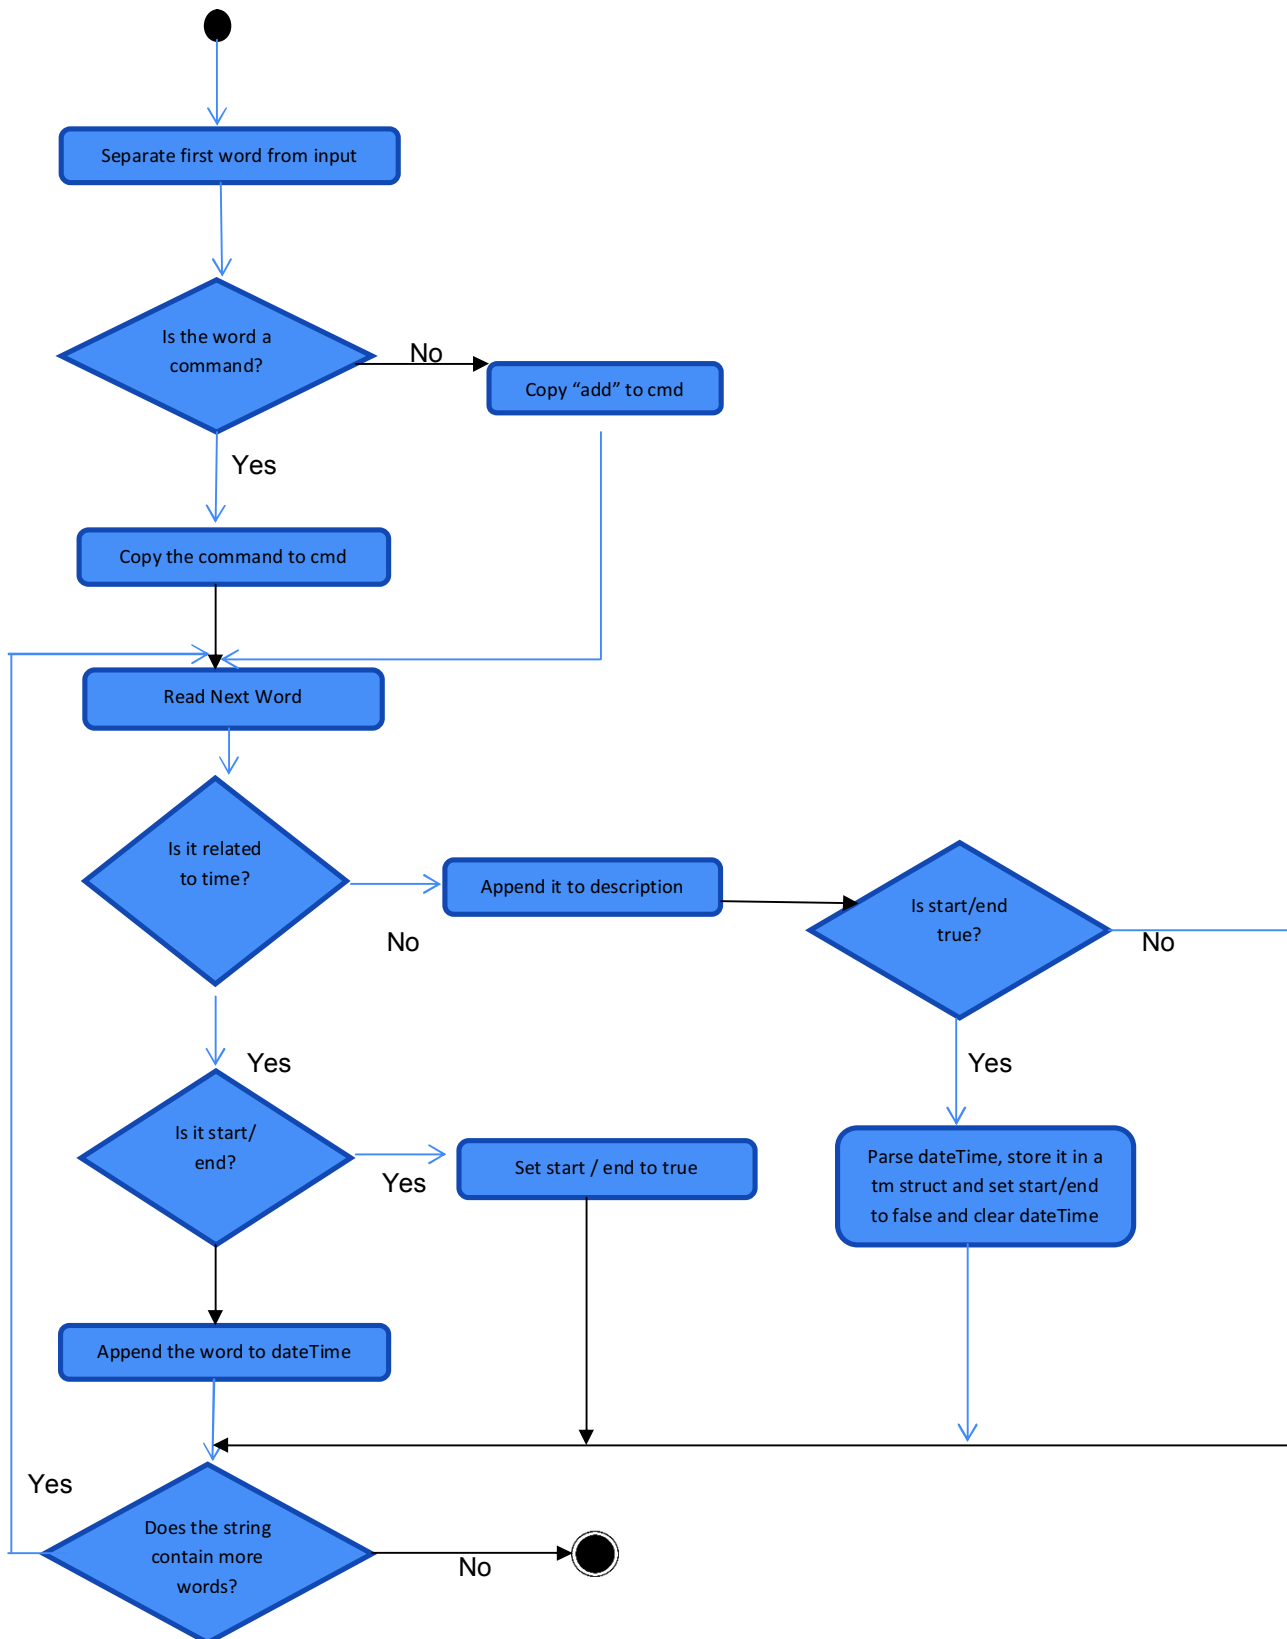 Separate first word from input
Is the word a
command?
No
Copy “add” to cmd
Yes
Copy the command to cmd
Read Next Word
Is it related
to time?
No
Append it to description
Is start/end
true?
No
Yes
Yes
Is it start/
end?
Yes
Set start / end to true
Parse dateTime, store it in a
tm struct and set start/end
to false and clear dateTime
Append the word to dateTime
Yes
Does the string
contain more
words?
No